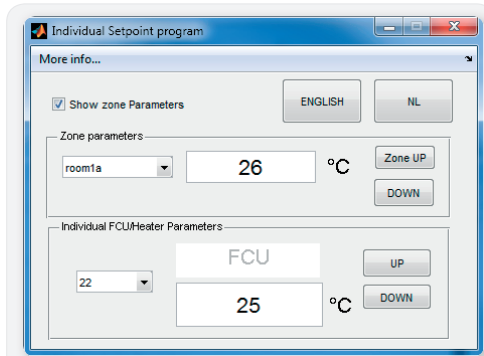 Individual Setpoint program
More info...
Show zone Parameters
ENGLISH
NL
Zone parameters
room1a
26
°C
Zone UP
DOWN
Individual FCU/Heater Parameters
FCU
22
25
°C
UP
DOWN